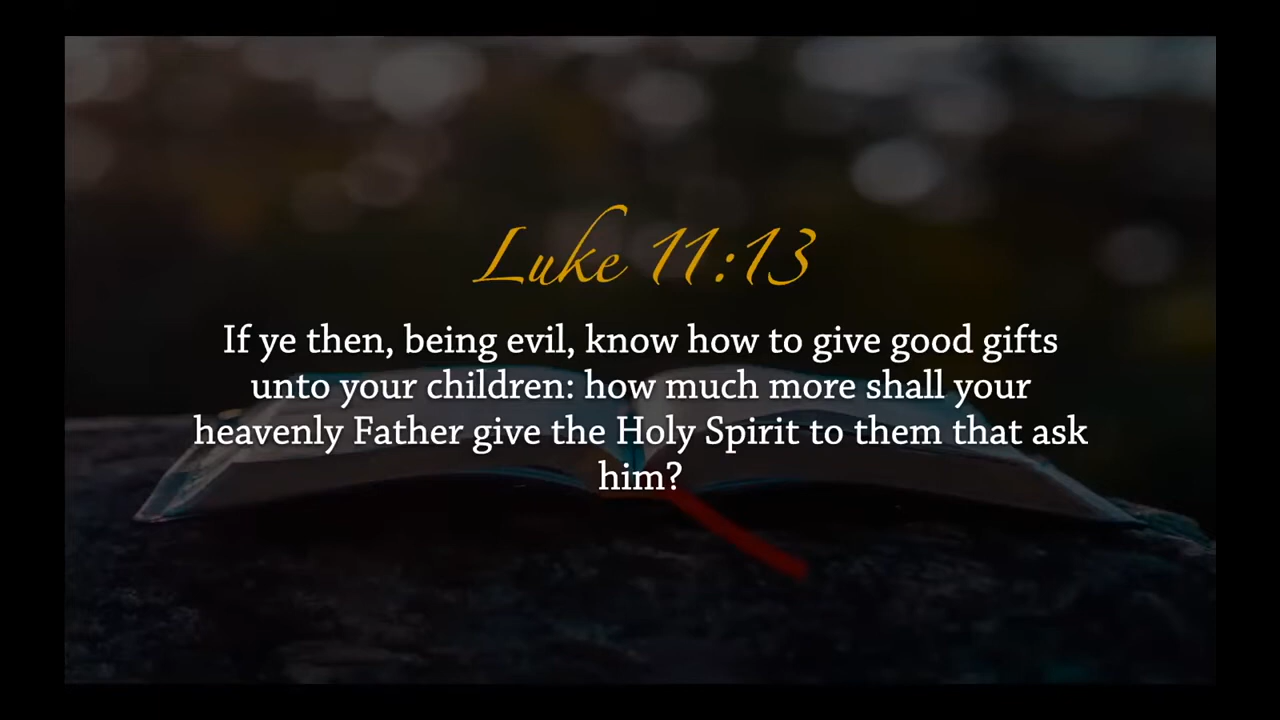 Luke 11:13
If ye then, being evil, know how to give good gifts
unto your children: how much more shall your
heavenly Father give the Holy Spirit to them that ask
him?